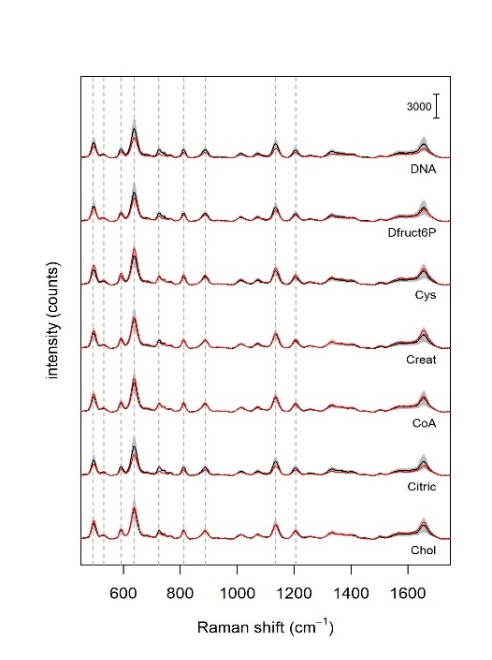 3000
DNA
Dfruct6P
Cys
Creat
CoA
Citric
Chol
intensity (counts)
600 800 1000 1200 1400 1600
Raman shift (cm⁻¹)